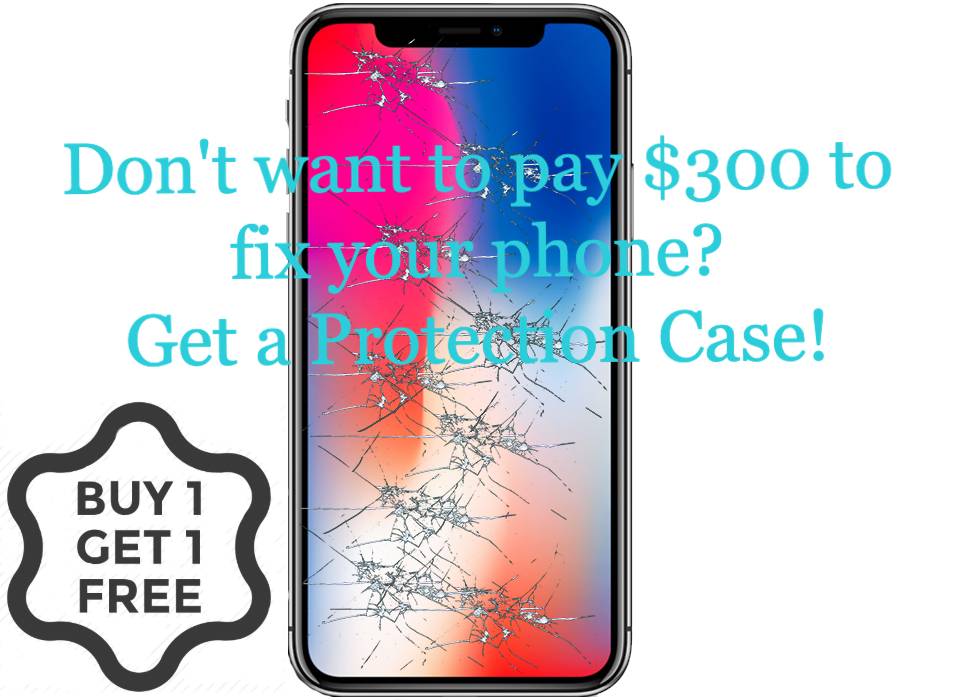 Don't want to pay $300 to
fix your phone?
Get a Protection Case!
BUY 1
GET 1
FREE